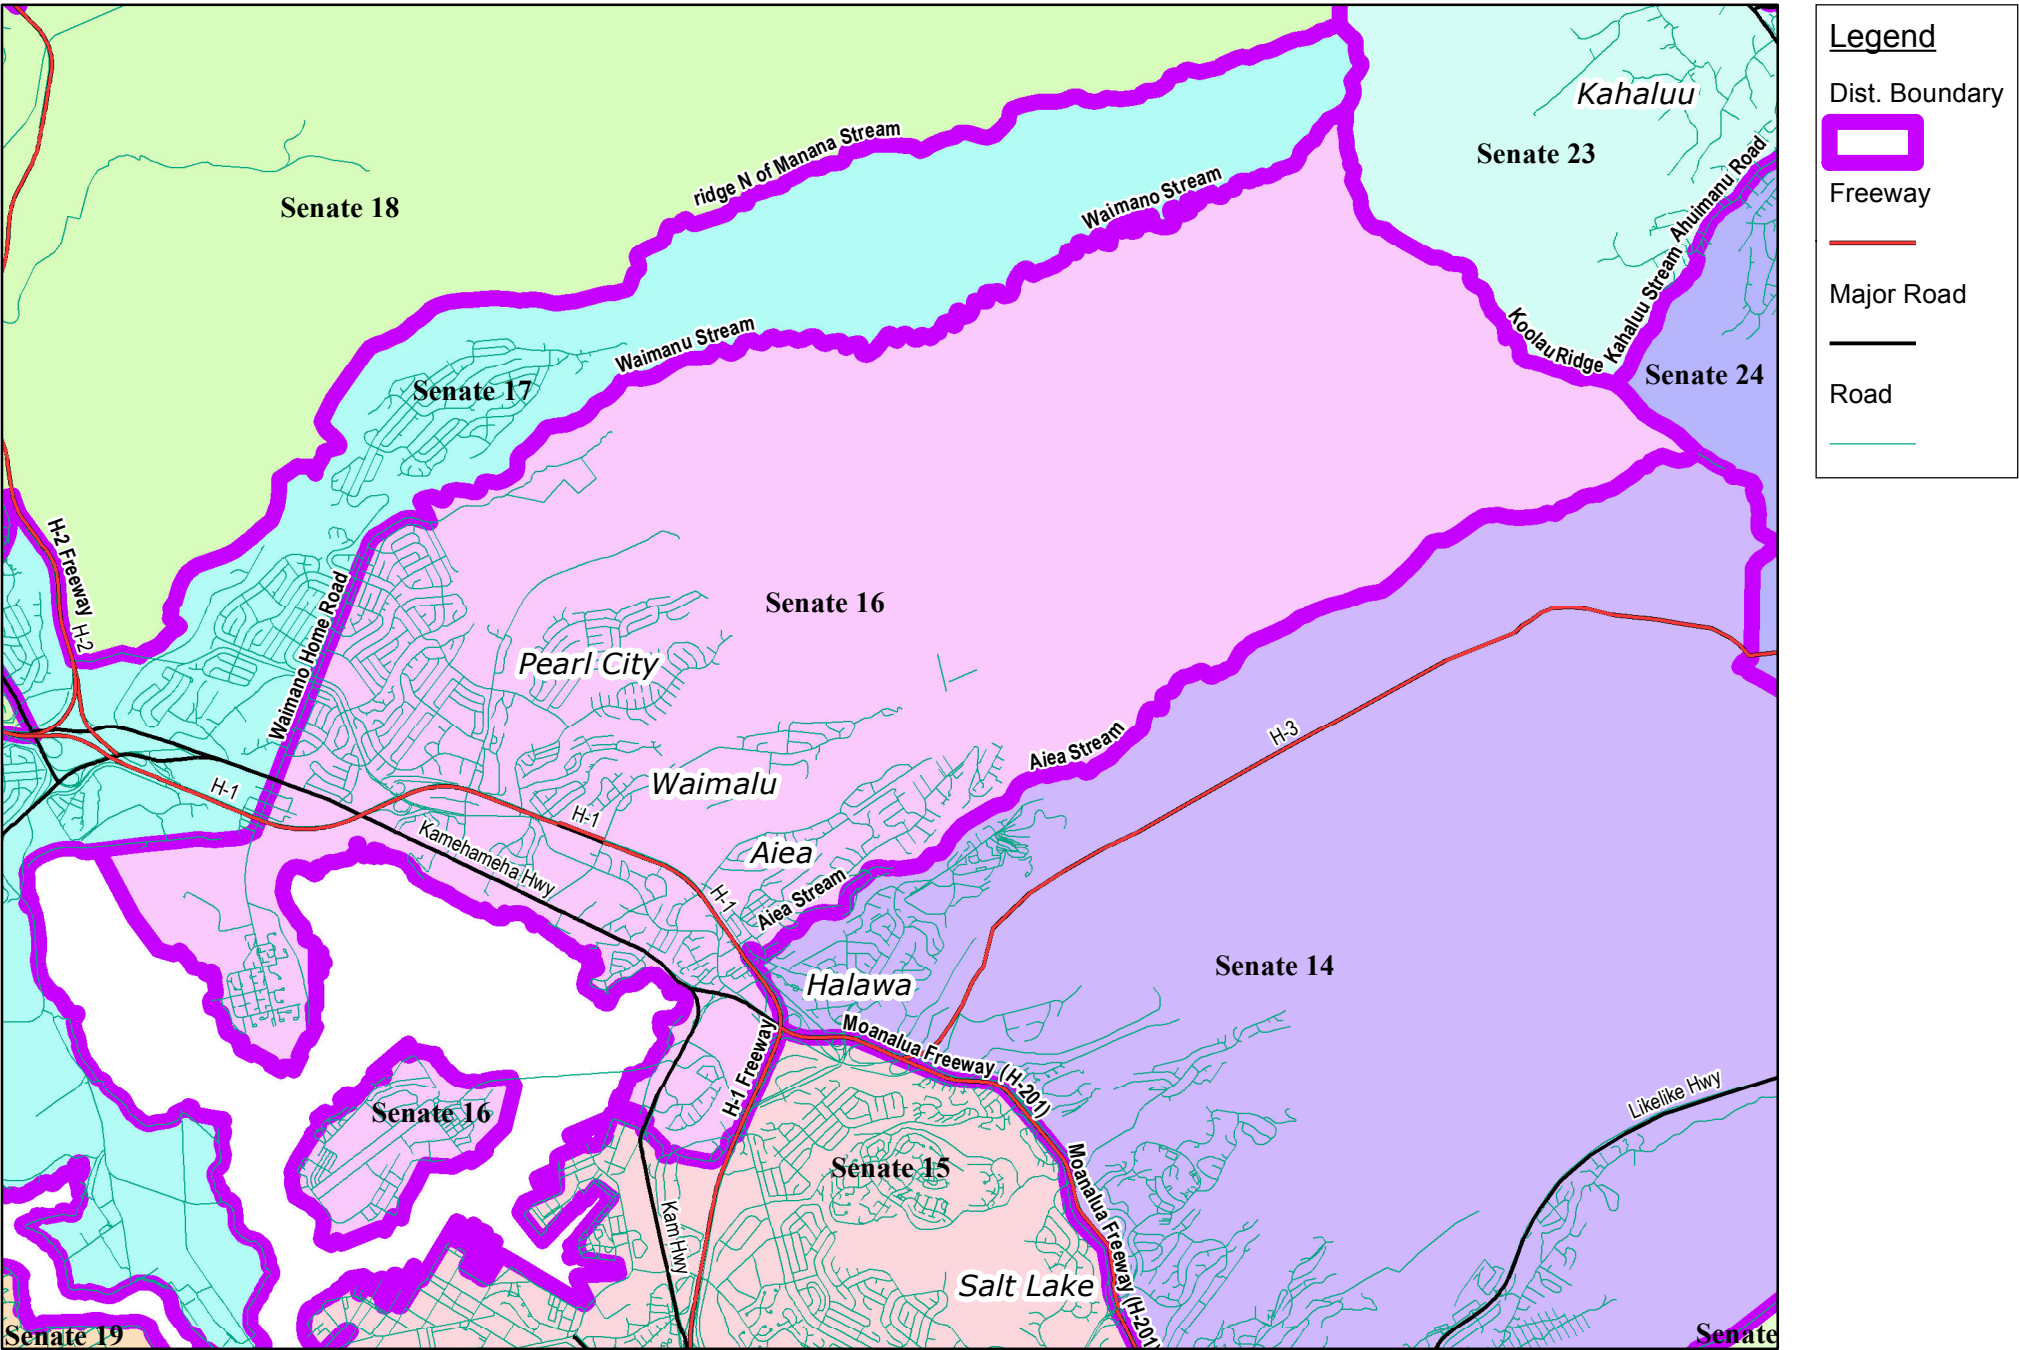 Legend
Dist. Boundary
Freeway
Major Road
Road
Kahaluu
Senate 23
Ahuimanu Road
ridge N of Manana Stream
Senate 18
Waimano Stream
Kahaluu Stream
Koolau Ridge
Senate 24
Waimanu Stream
Senate 17
H-2 Freeway
H-2
Waimano Home Road
Senate 16
Pearl City
H-3
Aiea Stream
Waimalu
H-1
H-1
Kamehameha Hwy
Aiea
H-1
Aiea Stream
Senate 14
Halawa
Moanalua Freeway (H-201)
H-1 Freeway
Likelike Hwy
Senate 16
Senate 15
Moanalua Freeway (H-201)
Kam Hwy
Salt Lake
Senate 19
Senate